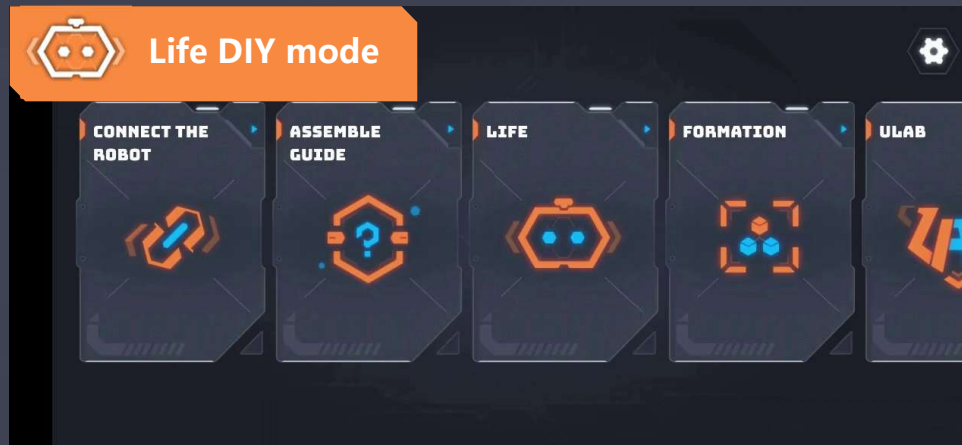 Life DIY mode
CONNECT THE
ROBOT
ASSEMBLE
GUIDE
LIFE
FORMATION
ULAB